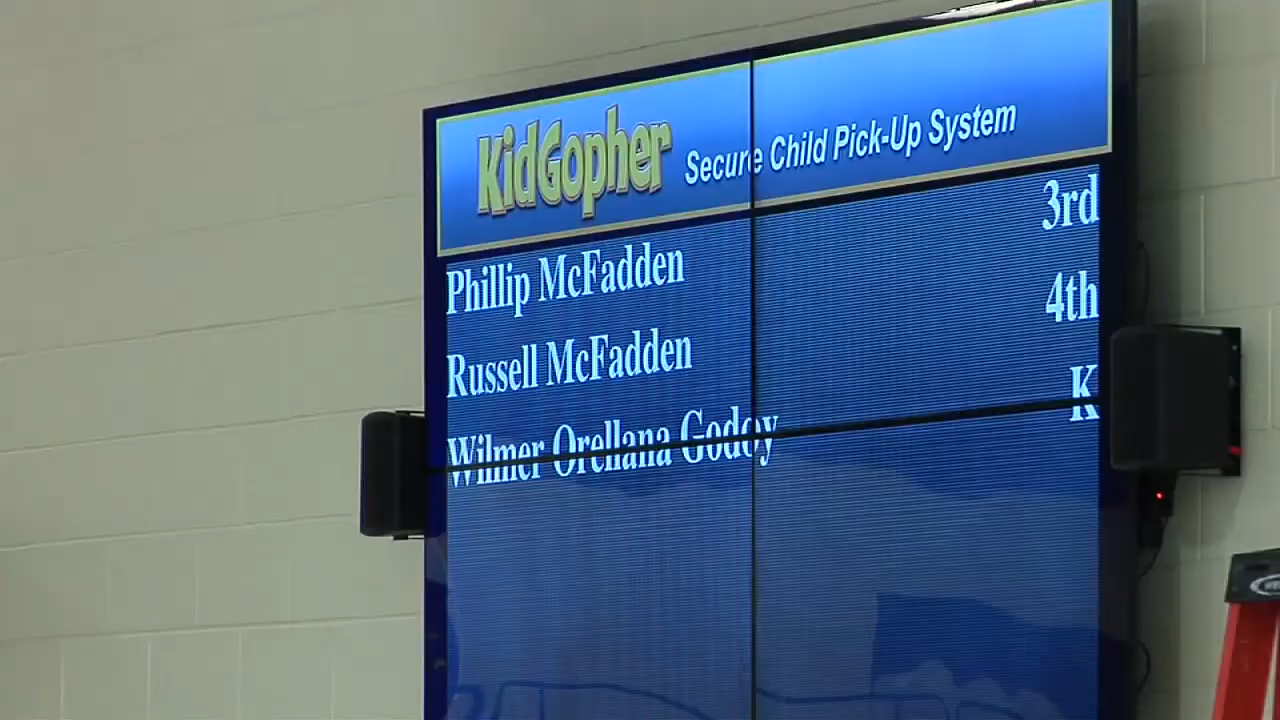 KidGopher Secure Child Pick-Up System
Phillip McFadden 3rd
Russell McFadden 4th
Wilmer Orellana Godoy K